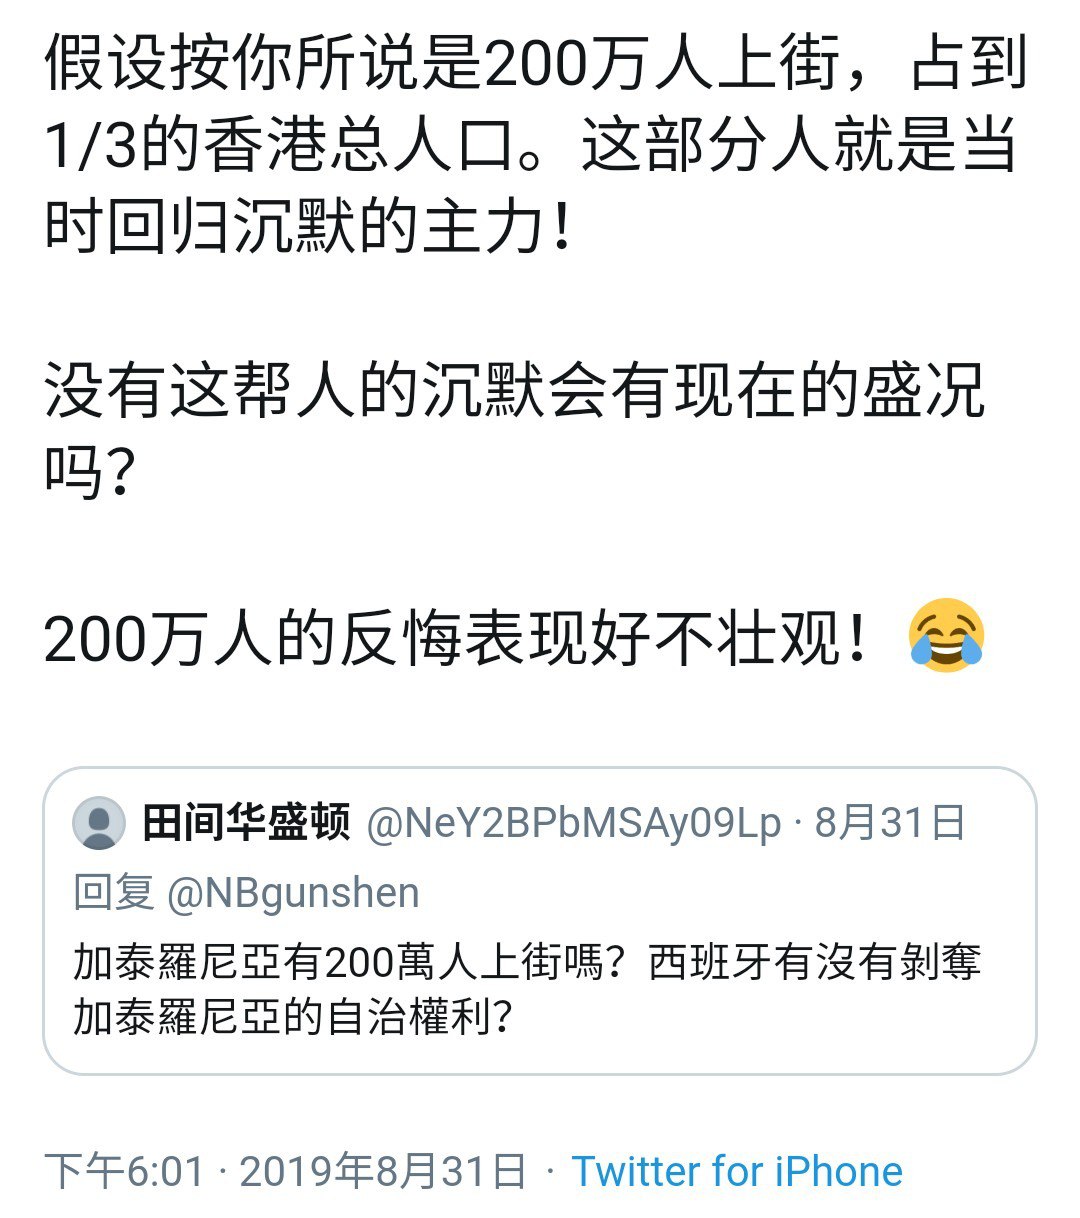 假设按你所说是200万人上街，占到
1/3的香港总人口。这部分人就是当
时回归沉默的主力！
没有这帮人的沉默会有现在的盛况
吗？
200万人的反悔表现好不壮观！😂
田间华盛顿 @NeY2BPbMSAy09Lp · 8月31日
回复 @NBgunshen
加泰羅尼亞有200萬人上街嗎？西班牙有沒有剝奪
加泰羅尼亞的自治權利？
下午6:01 · 2019年8月31日 · Twitter for iPhone